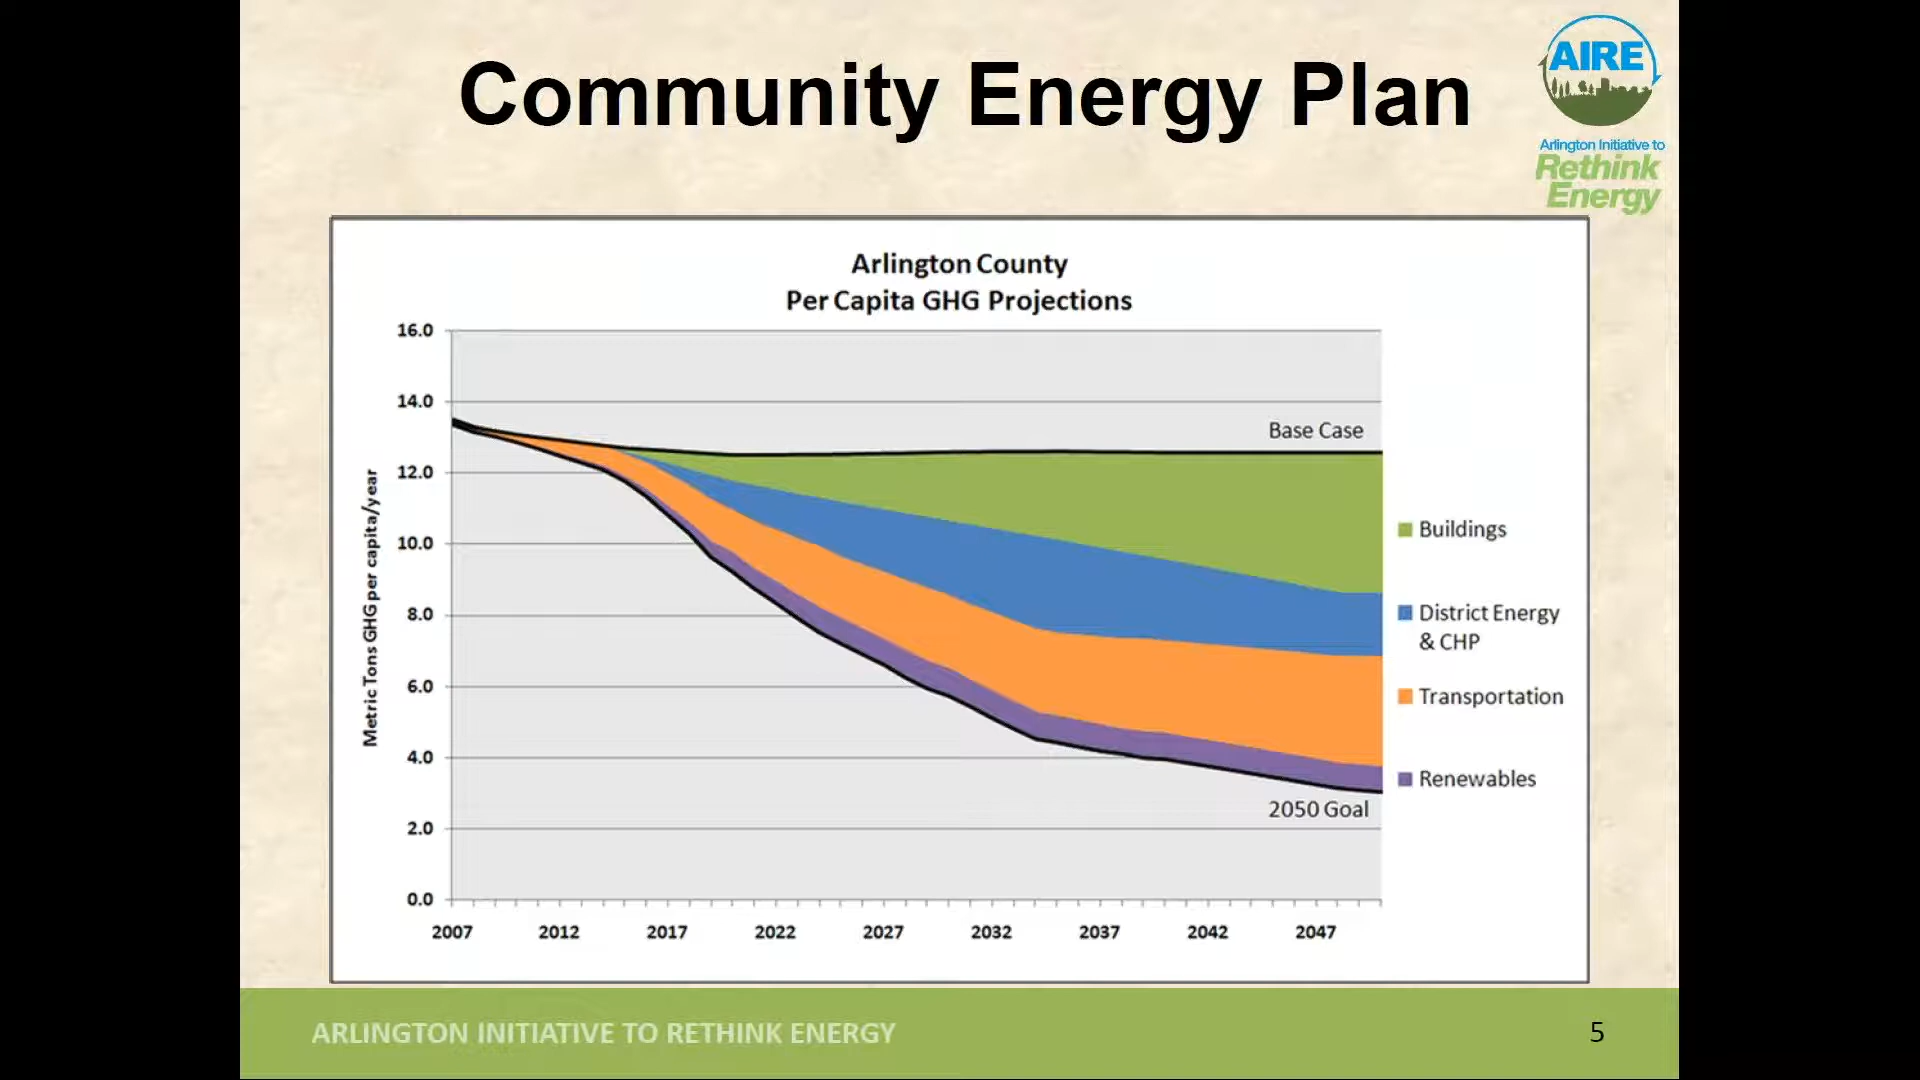 Community Energy Plan
AIRE
Arlington Initiative to
Rethink
Energy
Arlington County
Per Capita GHG Projections
Metric Tons GHG per capita/year
16.0
14.0
12.0
10.0
8.0
6.0
4.0
2.0
0.0
Base Case
2050 Goal
2007 2012 2017 2022 2027 2032 2037 2042 2047
Buildings
District Energy
& CHP
Transportation
Renewables
ARLINGTON INITIATIVE TO RETHINK ENERGY
5